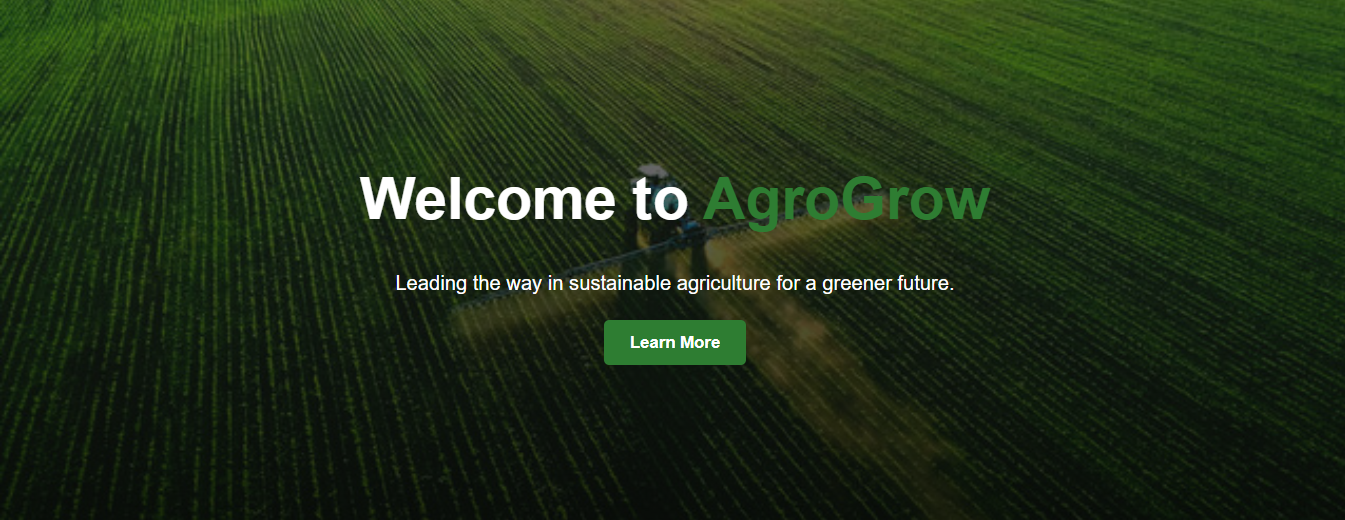 Welcome to AgroGrow
Leading the way in sustainable agriculture for a greener future.
Learn More